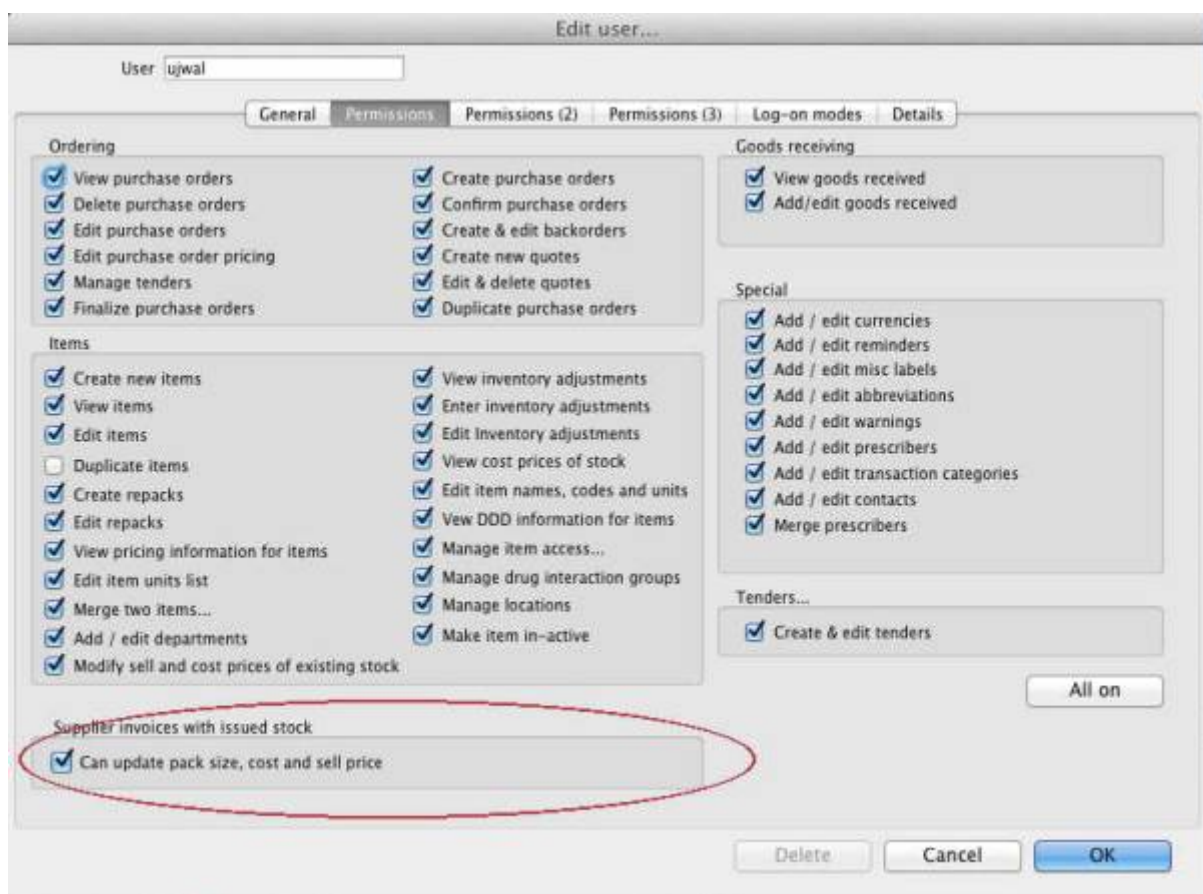 Edit user...
User ujwal
General Permissions Permissions (2) Permissions (3) Log-on modes Details
Ordering
View purchase orders
Delete purchase orders
Edit purchase orders
Edit purchase order pricing
Manage tenders
Finalize purchase orders
Create purchase orders
Confirm purchase orders
Create & edit backorders
Create new quotes
Edit & delete quotes
Duplicate purchase orders
Items
Create new items
View items
Edit items
Duplicate items
Create repacks
Edit repacks
View pricing information for items
Edit item units list
Merge two items...
Add / edit departments
Modify sell and cost prices of existing stock
View inventory adjustments
Enter inventory adjustments
Edit Inventory adjustments
View cost prices of stock
Edit item names, codes and units
Vew DDD information for items
Manage item access...
Manage drug interaction groups
Manage locations
Make item in-active
Supplier invoices with issued stock
Can update pack size, cost and sell price
Goods receiving
View goods received
Add/edit goods received
Special
Add / edit currencies
Add / edit reminders
Add / edit misc labels
Add / edit abbreviations
Add / edit warnings
Add / edit prescribers
Add / edit transaction categories
Add / edit contacts
Merge prescribers
Tenders...
Create & edit tenders
All on
Delete Cancel OK